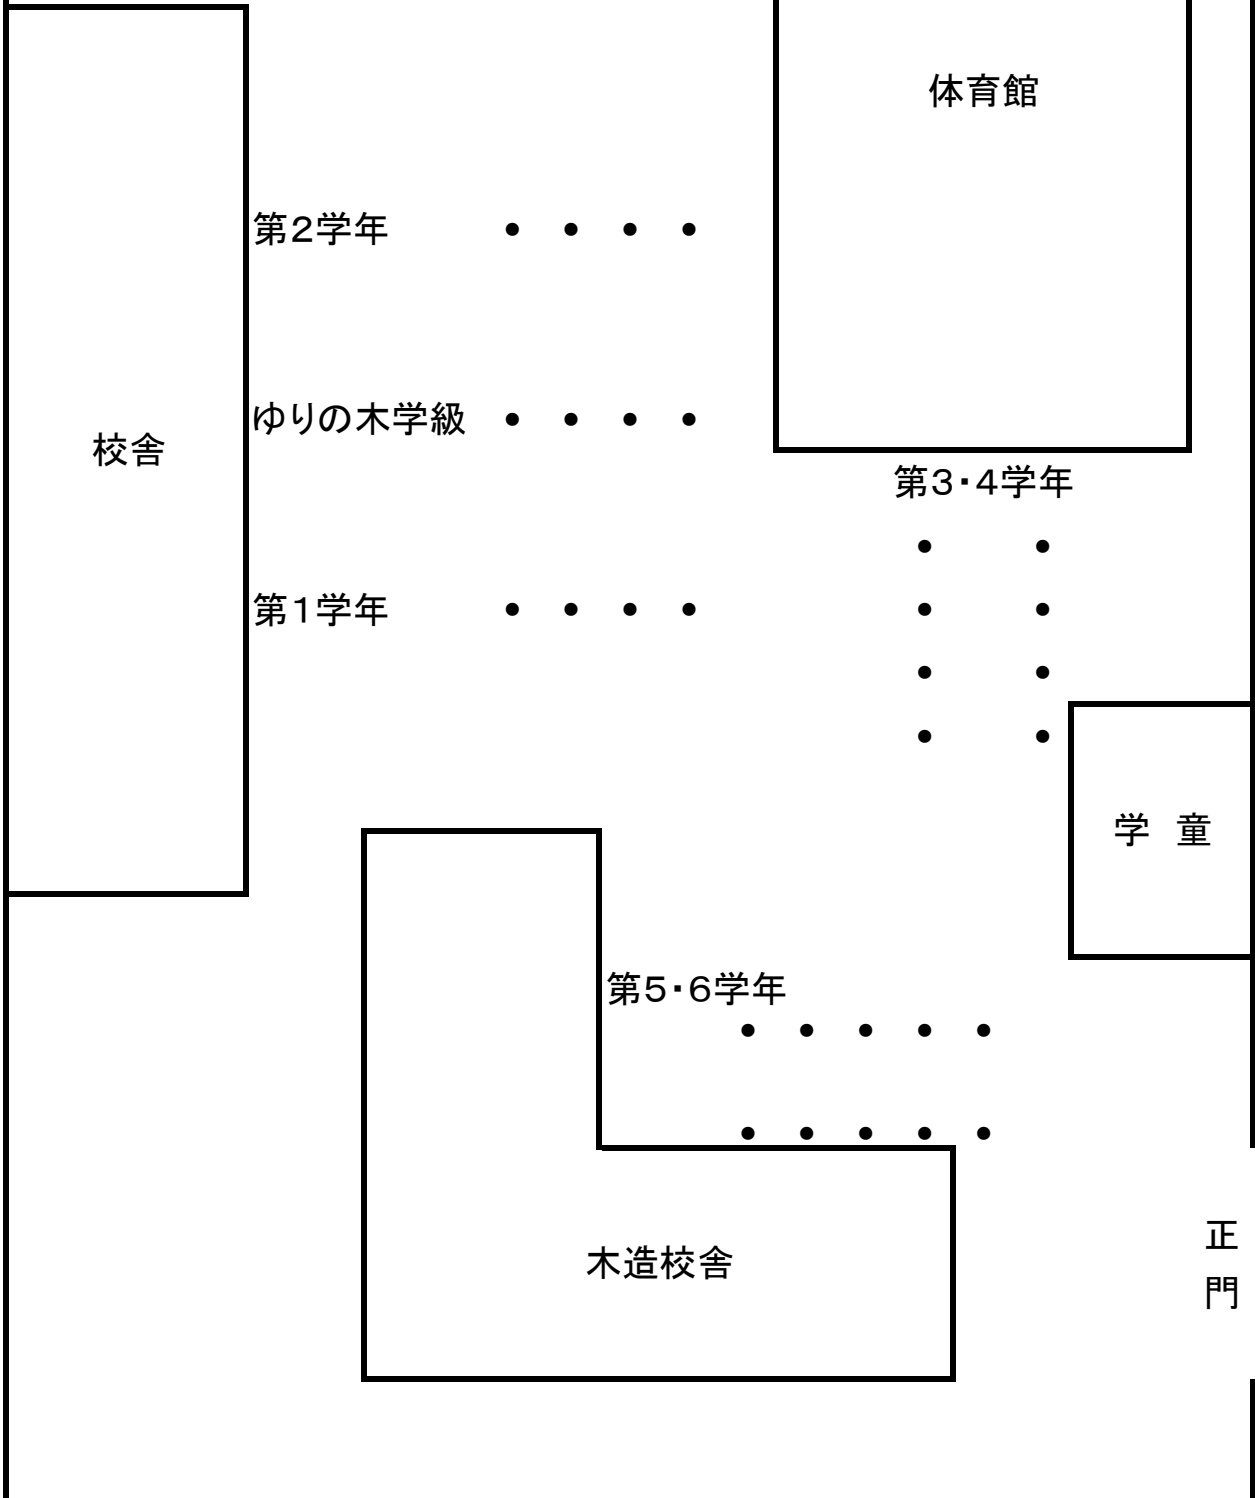 体育館
第2学年
ゆりの木学級
校舎
第3・4学年
第1学年
学　童
第5・6学年
木造校舎
正
門